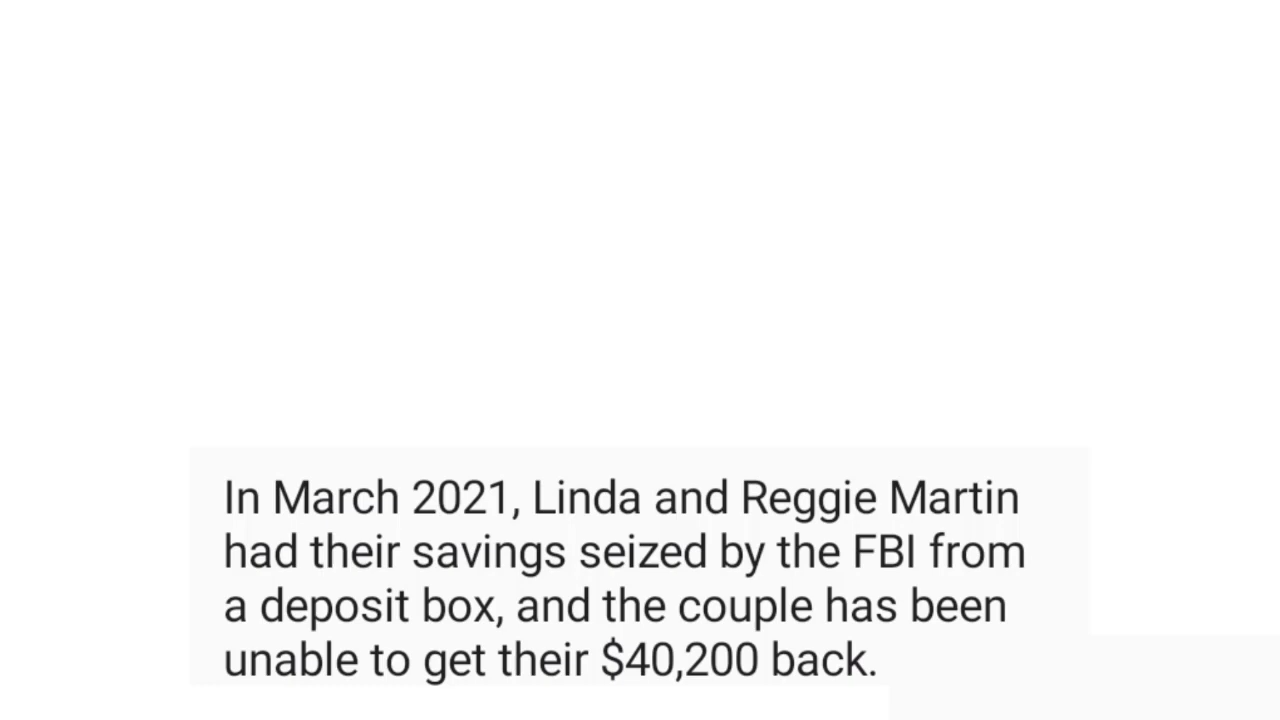 In March 2021, Linda and Reggie Martin
had their savings seized by the FBI from
a deposit box, and the couple has been
unable to get their $40,200 back.